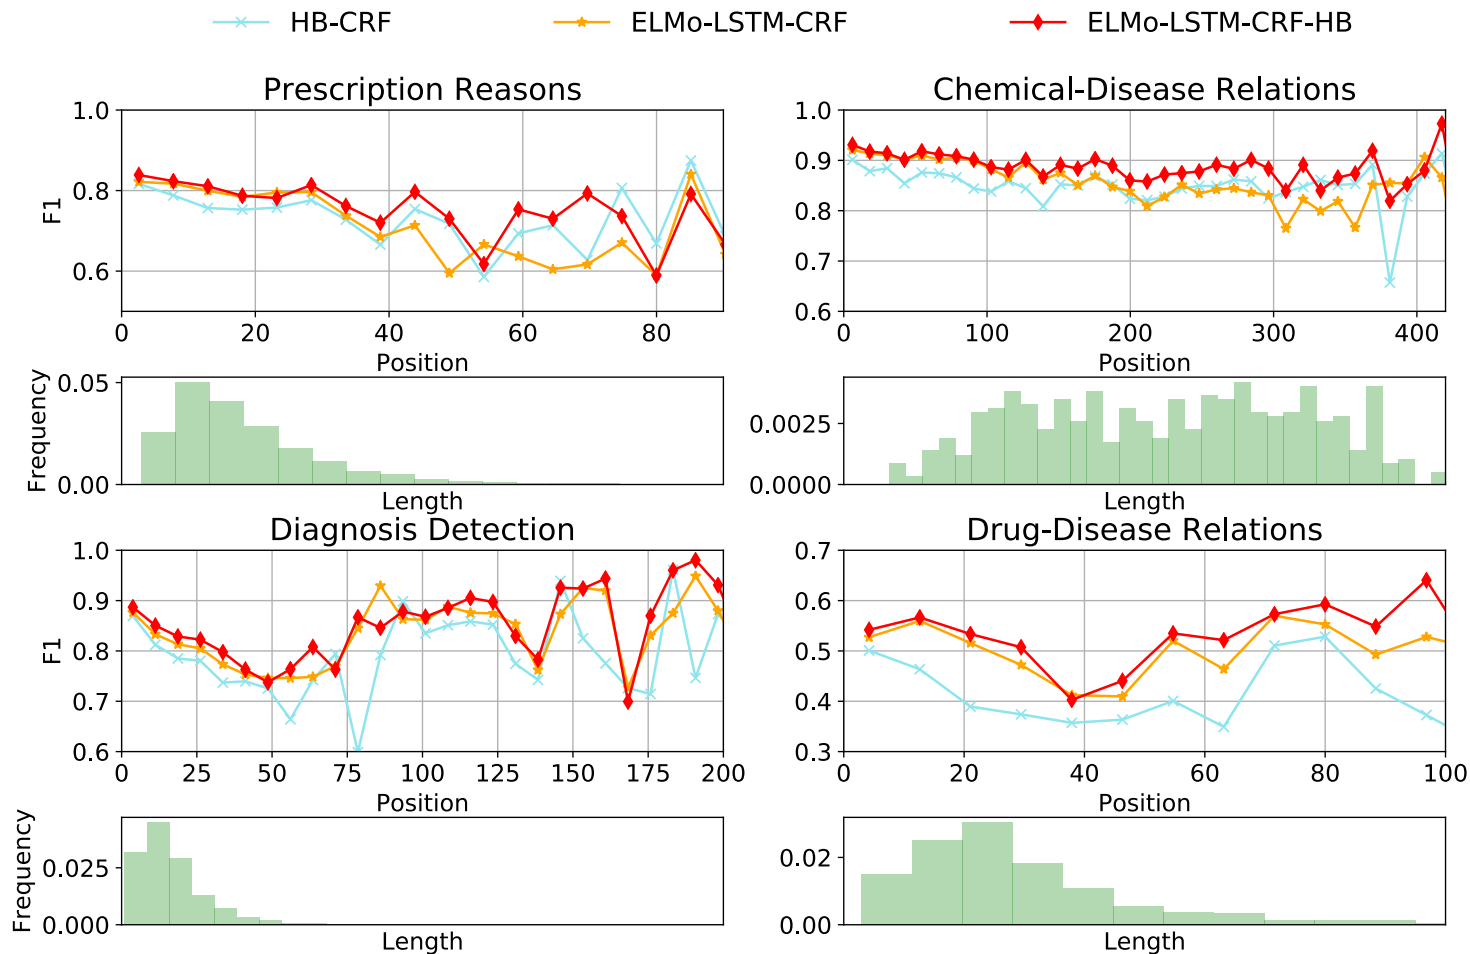 HB-CRF ELMo-LSTM-CRF ELMo-LSTM-CRF-HB
Prescription Reasons
1.0
0.8
0.6
F1
0 20 40 60 80
Position
Chemical-Disease Relations
1.0
0.9
0.8
0.7
0.6
0 100 200 300 400
Position
0.05
0.00
Frequency
Length
0.0025
0.0000
Length
Diagnosis Detection
1.0
0.9
0.8
0.7
0.6
F1
0 25 50 75 100 125 150 175 200
Position
Drug-Disease Relations
0.7
0.6
0.5
0.4
0.3
0 20 40 60 80 100
Position
0.025
0.000
Frequency
Length
0.02
0.00
Length